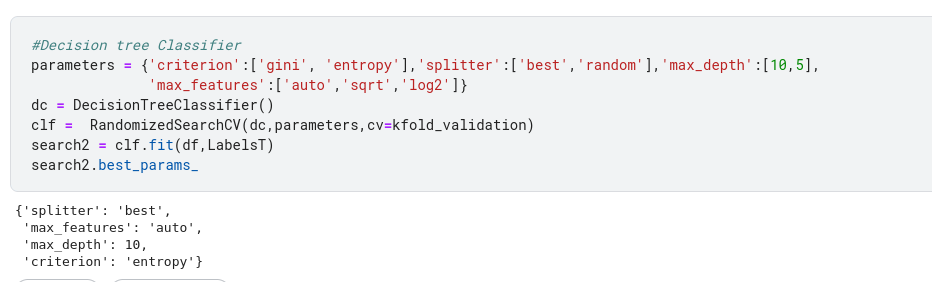 #Decision tree Classifier
parameters = {'criterion':['gini', 'entropy'],'splitter':['best','random'],'max_depth':[10,5],
              'max_features':['auto','sqrt','log2']}
dc = DecisionTreeClassifier()
clf =  RandomizedSearchCV(dc,parameters,cv=kfold_validation)
search2 = clf.fit(df,LabelsT)
search2.best_params_
{'splitter': 'best',
 'max_features': 'auto',
 'max_depth': 10,
 'criterion': 'entropy'}